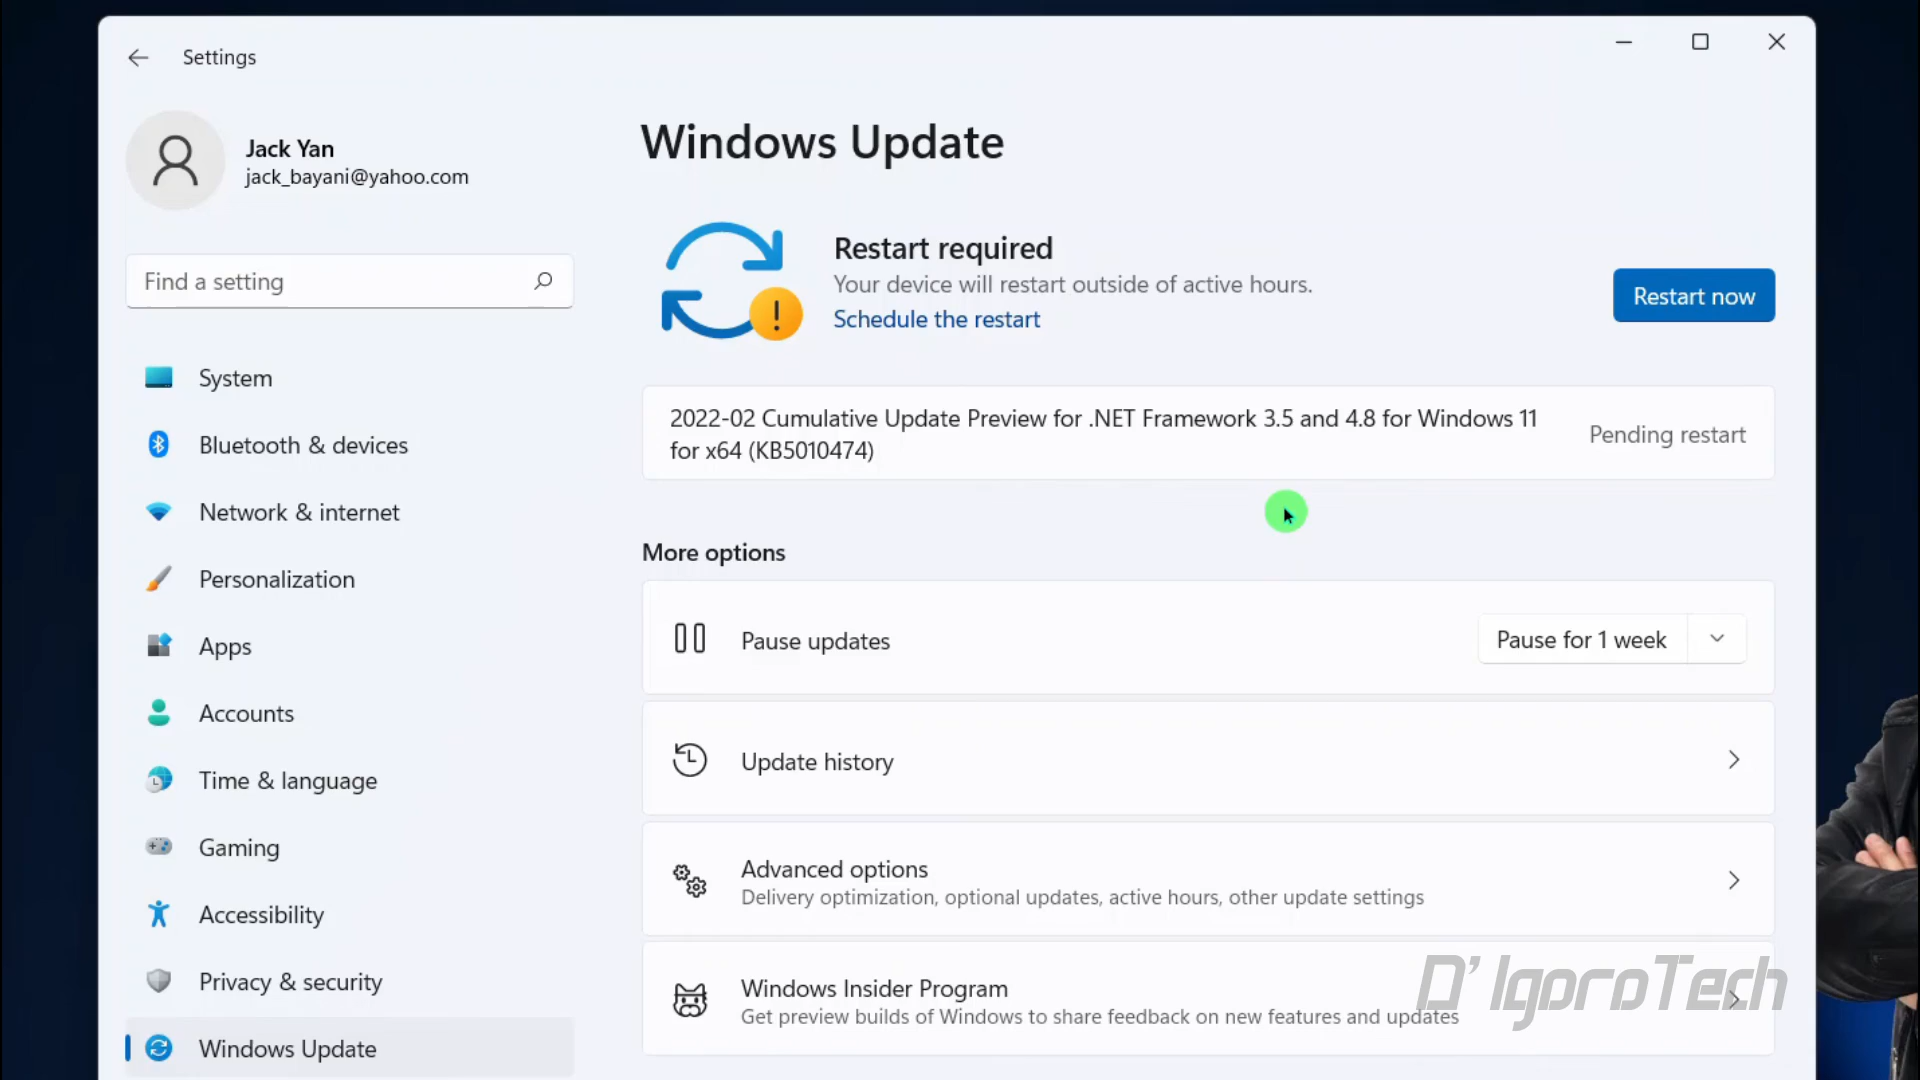 Settings
Jack Yan
jack_bayani@yahoo.com
Find a setting
System
Bluetooth & devices
Network & internet
Personalization
Apps
Accounts
Time & language
Gaming
Accessibility
Privacy & security
Windows Update
Windows Update
Restart required
Your device will restart outside of active hours.
Schedule the restart
Restart now
2022-02 Cumulative Update Preview for .NET Framework 3.5 and 4.8 for Windows 11
for x64 (KB5010474)
Pending restart
More options
Pause updates
Pause for 1 week
Update history
Advanced options
Delivery optimization, optional updates, active hours, other update settings
Windows Insider Program
Get preview builds of Windows to share feedback on new features and updates
D' IgoroTech